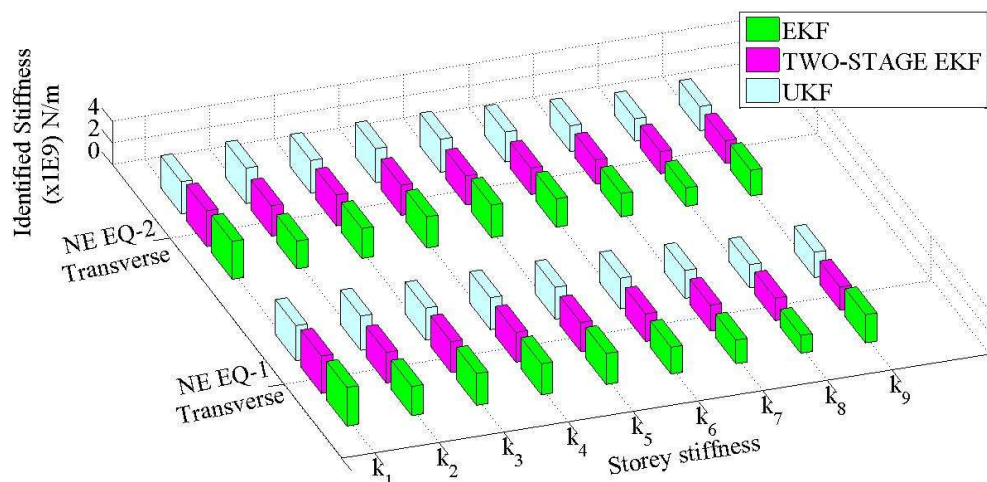 EKF
TWO-STAGE EKF
UKF
Identified Stiffness
(x1E9) N/m
4
2
0
NE EQ-2
Transverse
NE EQ-1
Transverse
k1
k2
k3
k4
k5
k6
k7
k8
k9
Storey stiffness